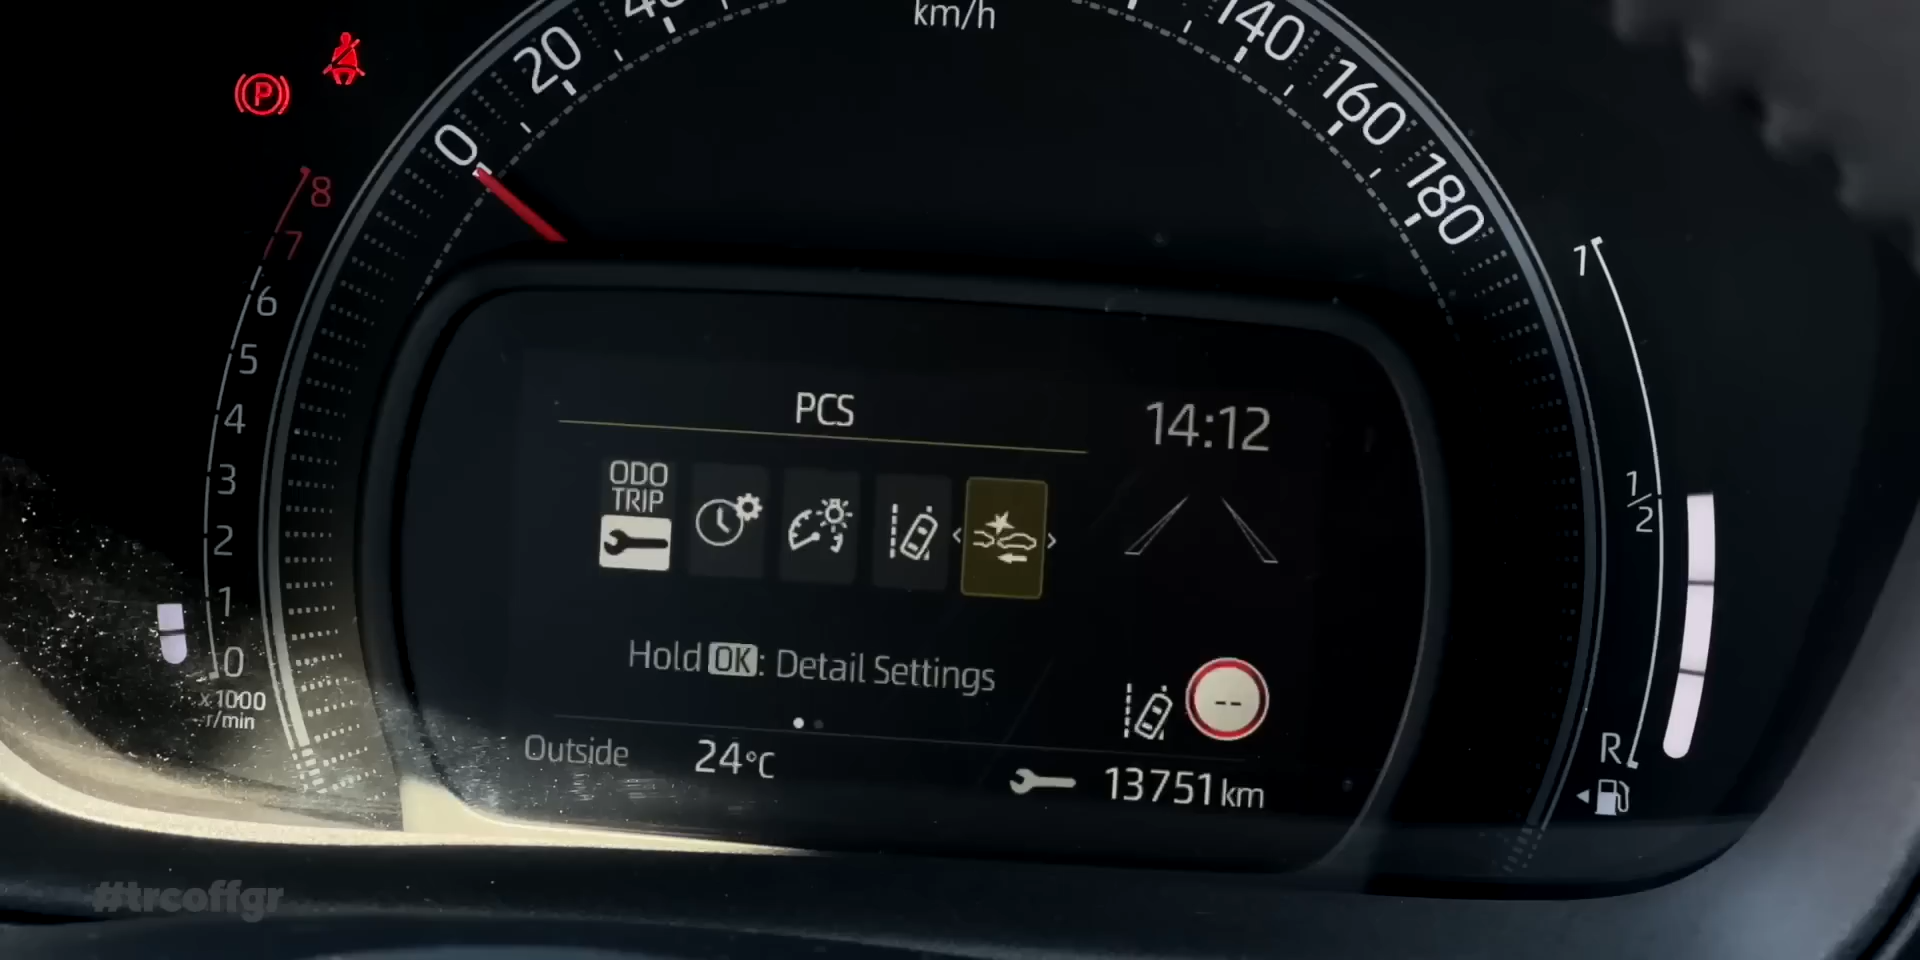 km/h
0
20
40
140
160
180
P
8
7
6
5
4
3
2
1
0
x1000
r/min
PCS
14:12
ODO
TRIP
Hold OK: Detail Settings
--
Outside 24°C
13751 km
1
1/2
R
#trcoffgr